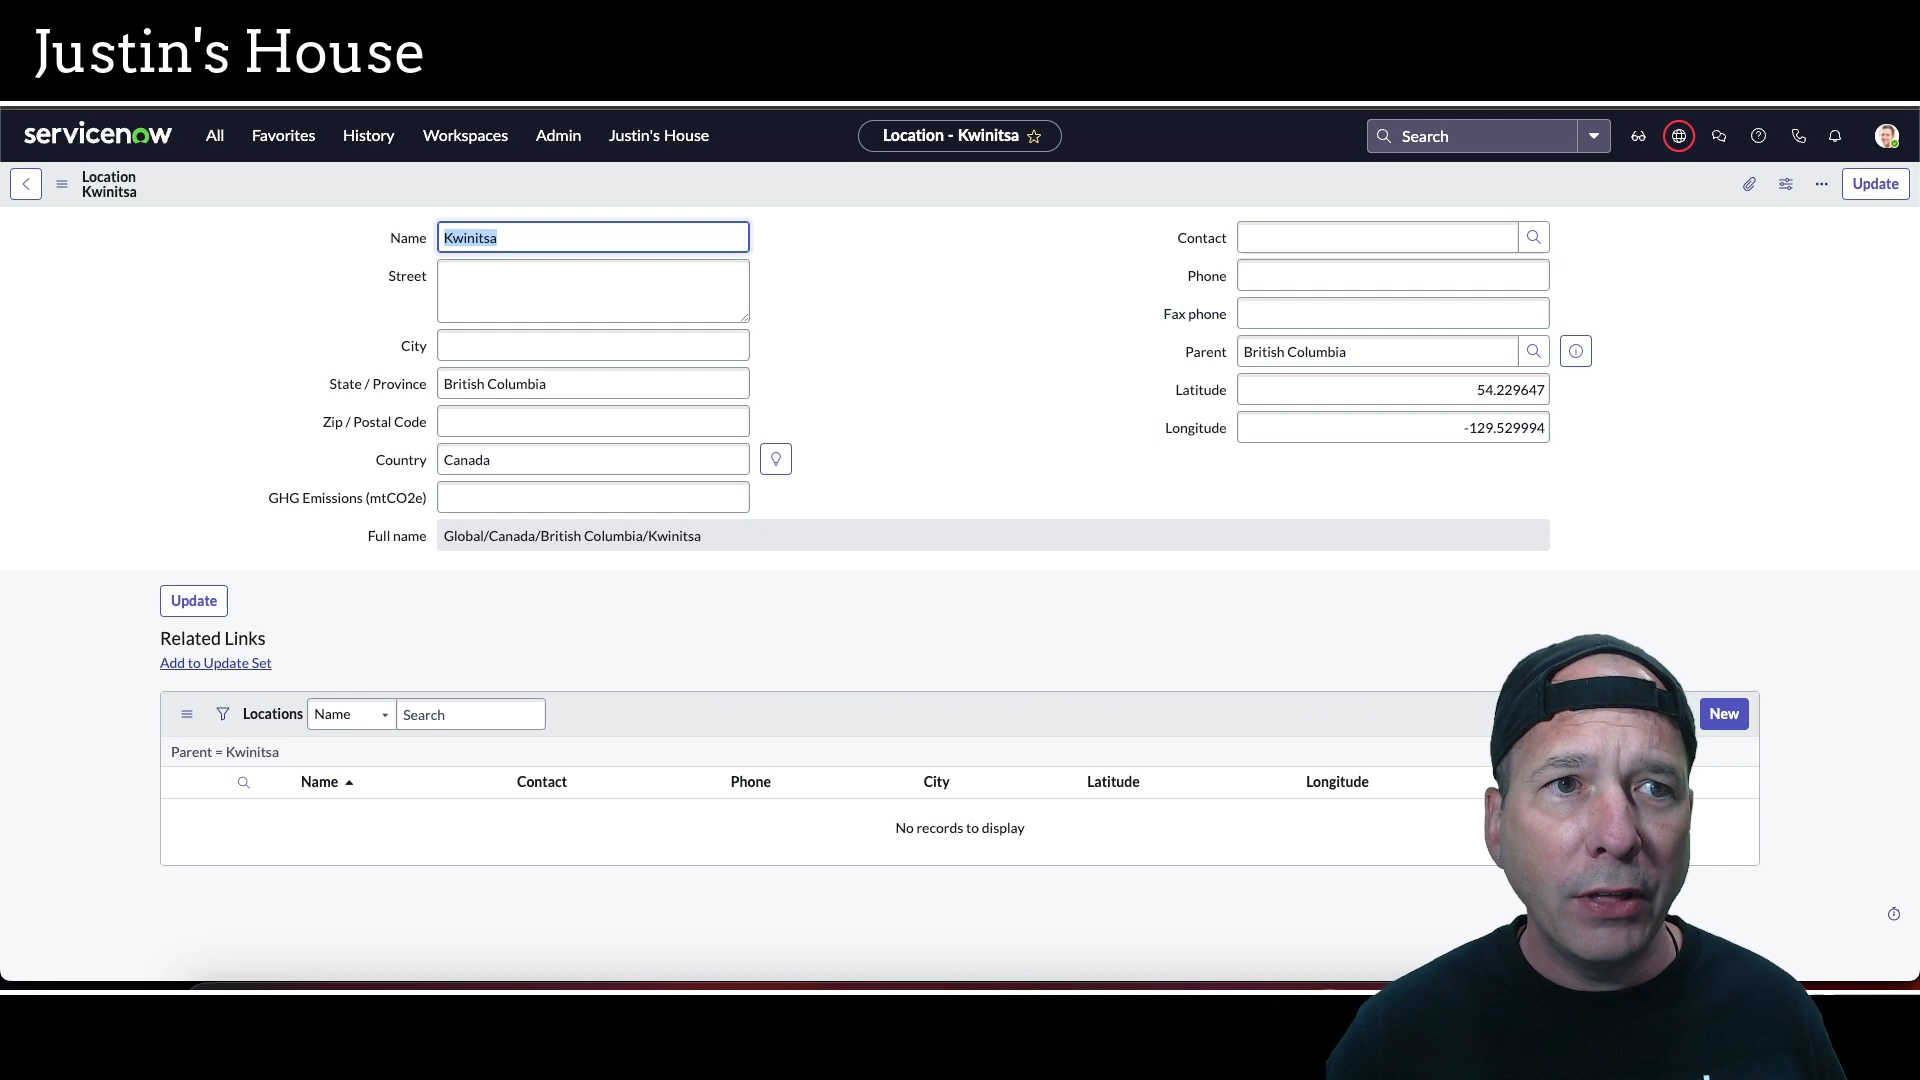 Justin's House
servicenow All Favorites History Workspaces Admin Justin's House Location - Kwinitsa Search
Location
Kwinitsa
Update
Name Kwinitsa
Street
City
State / Province British Columbia
Zip / Postal Code
Country Canada
GHG Emissions (mtCO2e)
Full name Global/Canada/British Columbia/Kwinitsa
Contact
Phone
Fax phone
Parent British Columbia
Latitude 54.229647
Longitude -129.529994
Update
Related Links
Add to Update Set
Locations Name Search New
Parent = Kwinitsa
Name Contact Phone City Latitude Longitude
No records to display